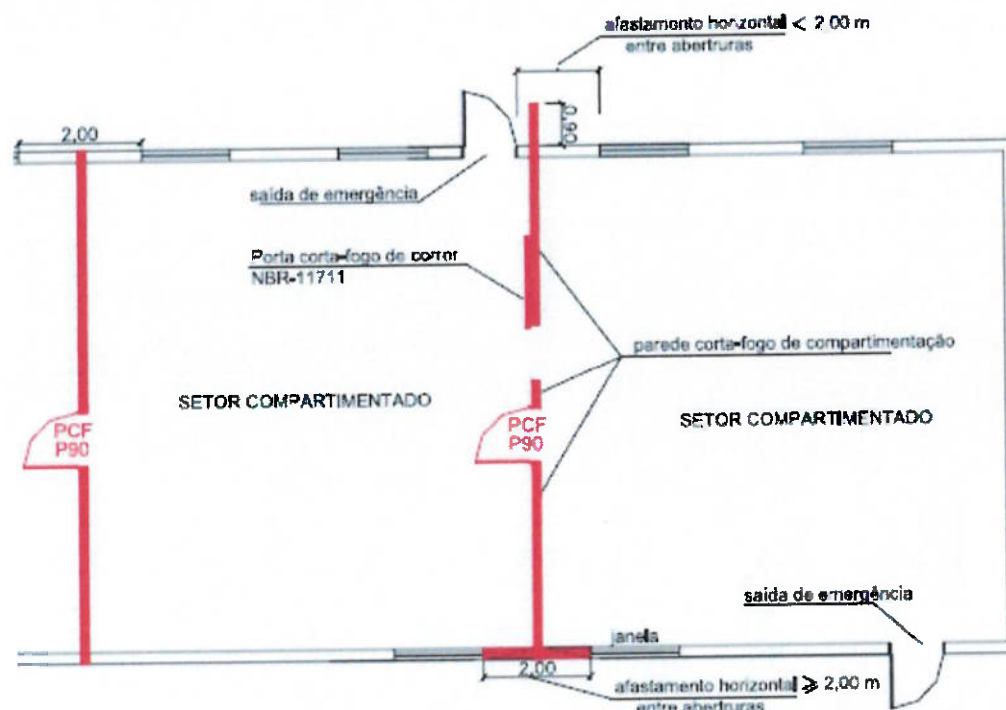 afastamento horizontal < 2.00 m
entre aberturas
2,00
0,90
saída de emergência
Porta corta-fogo de correr
NBR-11711
parede corta-fogo de compartimentação
SETOR COMPARTIMENTADO
SETOR COMPARTIMENTADO
PCF
P90
PCF
P90
saída de emergência
janela
2,00
afastamento horizontal ⩾ 2,00 m
entre aberturas